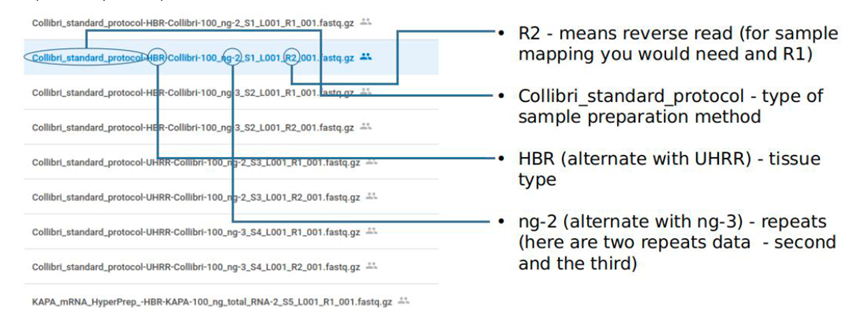 Collibri_standard_protocol-HBR-Collibri-100_ng-2_S1_L001_R1_001.fastq.gz
Collibri_standard_protocol-HBR-Collibri-100_ng-2_S1_L001_R2_001.fastq.gz
Collibri_standard_protocol-HBR-Collibri-100_ng-3_S2_L001_R1_001.fastq.gz
Collibri_standard_protocol-HBR-Collibri-100_ng-3_S2_L001_R2_001.fastq.gz
Collibri_standard_protocol-UHRR-Collibri-100_ng-2_S3_L001_R1_001.fastq.gz
Collibri_standard_protocol-UHRR-Collibri-100_ng-2_S3_L001_R2_001.fastq.gz
Collibri_standard_protocol-UHRR-Collibri-100_ng-3_S4_L001_R1_001.fastq.gz
Collibri_standard_protocol-UHRR-Collibri-100_ng-3_S4_L001_R2_001.fastq.gz
KAPA_mRNA_HyperPrep_-HBR-KAPA-100_ng_total_RNA-2_S5_L001_R1_001.fastq.gz
• R2 - means reverse read (for sample
mapping you would need and R1)
• Collibri_standard_protocol - type of
sample preparation method
• HBR (alternate with UHRR) - tissue
type
• ng-2 (alternate with ng-3) - repeats
(here are two repeats data - second
and the third)